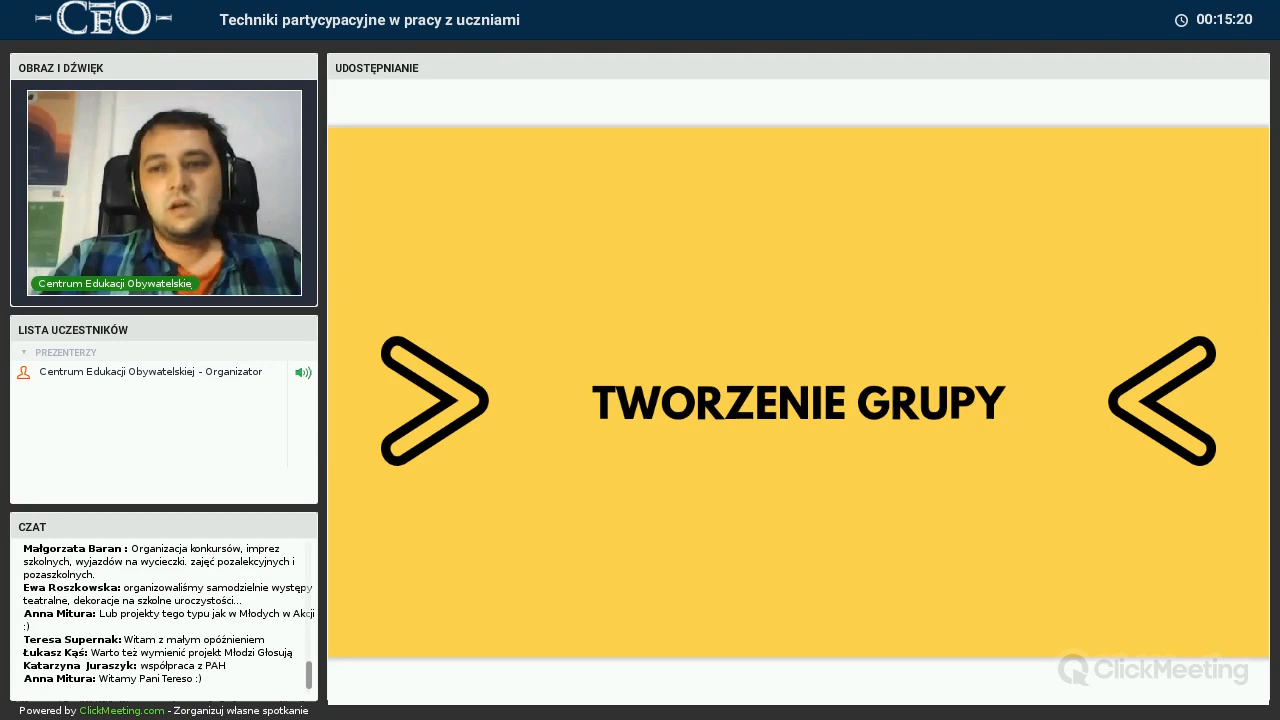 CEO
Techniki partycypacyjne w pracy z uczniami
00:15:20
OBRAZ I DŹWIĘK
Centrum Edukacji Obywatelskie
LISTA UCZESTNIKÓW
PREZENTERZY
Centrum Edukacji Obywatelskiej - Organizator
CZAT
Małgorzata Baran : Organizacja konkursów, imprez
szkolnych, wyjazdów na wycieczki. zajęć pozalekcyjnych i
pozaszkolnych.
Ewa Roszkowska: organizowaliśmy samodzielnie występy
teatralne, dekoracje na szkolne uroczystości...
Anna Mitura: Lub projekty tego typu jak w Młodych w Akcji
:)
Teresa Supernak: Witam z małym opóźnieniem
Łukasz Kąś: Warto też wymienić projekt Młodzi Głosują
Katarzyna Juraszyk: współpraca z PAH
Anna Mitura: Witamy Pani Tereso :)
Powered by ClickMeeting.com - Zorganizuj własne spotkanie
UDOSTĘPNIANIE
TWORZENIE GRUPY
ClickMeeting